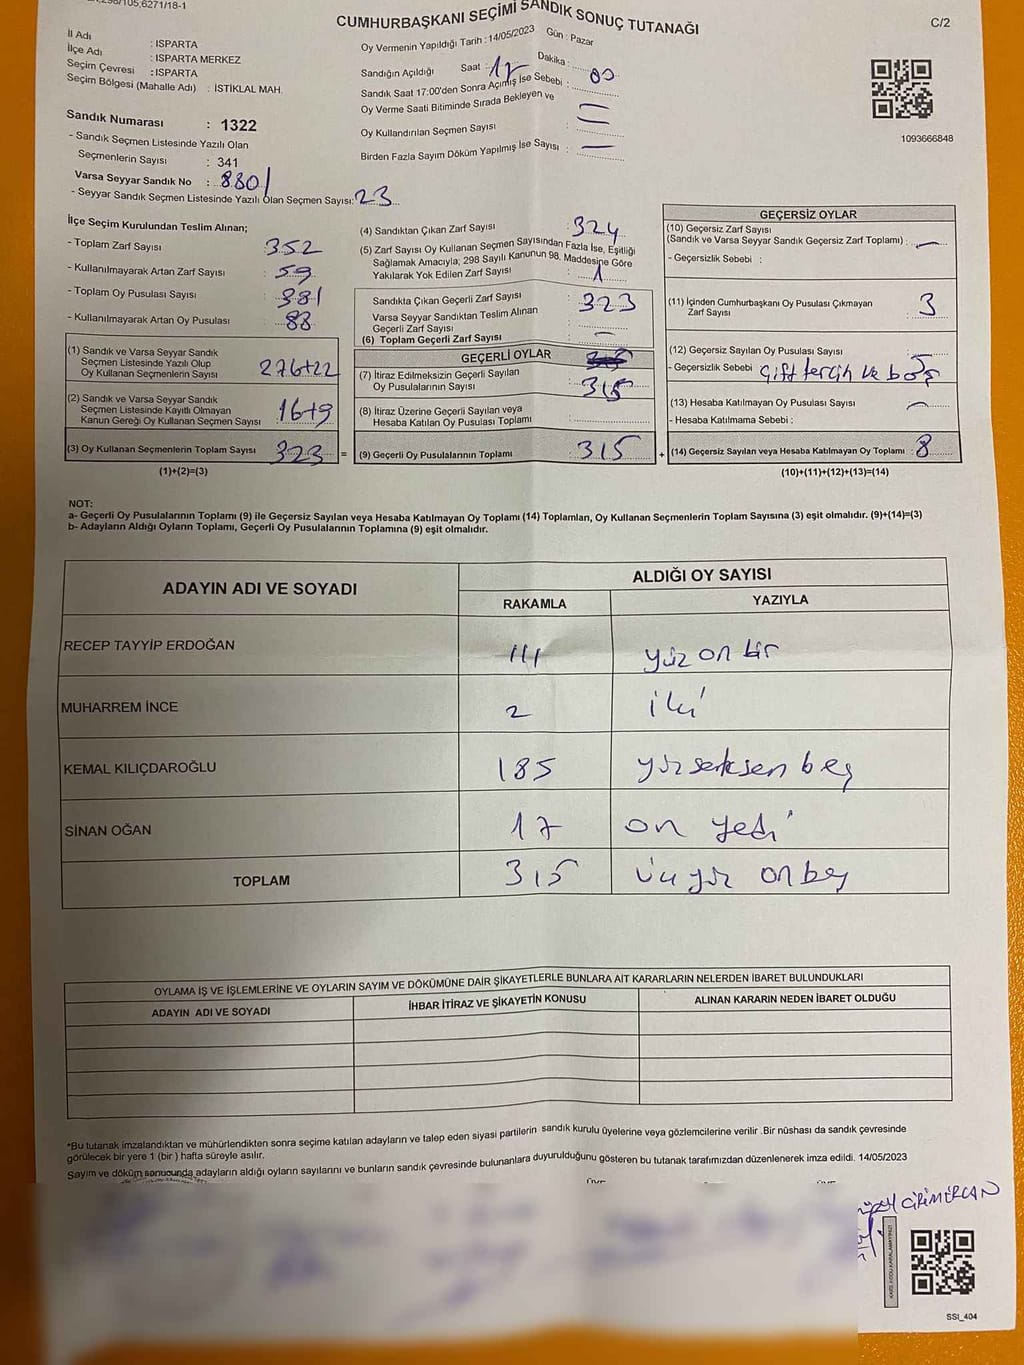 CUMHURBAŞKANI SEÇİMİ SANDIK SONUÇ TUTANAĞI
C/2
İl Adı : ISPARTA
İlçe Adı : ISPARTA MERKEZ
Seçim Çevresi : ISPARTA
Seçim Bölgesi (Mahalle Adı) : İSTİKLAL MAH.
Oy Vermenin Yapıldığı Tarih : 14/05/2023 Gün : Pazar
Sandığın Açıldığı Saat : 17 Dakika : 00
Sandık Saat 17:00'den Sonra Açılmış İse Sebebi :
Oy Verme Saati Bitiminde Sırada Bekleyen ve
Oy Kullandırılan Seçmen Sayısı :
Birden Fazla Sayım Döküm Yapılmış İse Sayısı :
1093666848
Sandık Numarası : 1322
- Sandık Seçmen Listesinde Yazılı Olan
Seçmenlerin Sayısı : 341
Varsa Seyyar Sandık No : 8801
- Seyyar Sandık Seçmen Listesinde Yazılı Olan Seçmen Sayısı: 23
İlçe Seçim Kurulundan Teslim Alınan;
- Toplam Zarf Sayısı : 352
- Kullanılmayarak Artan Zarf Sayısı : 59
- Toplam Oy Pusulası Sayısı : 381
- Kullanılmayarak Artan Oy Pusulası : 88
(1) Sandık ve Varsa Seyyar Sandık
Seçmen Listesinde Yazılı Olup
Oy Kullanan Seçmenlerin Sayısı : 276+22
(2) Sandık ve Varsa Seyyar Sandık
Seçmen Listesinde Kayıtlı Olmayan
Kanun Gereği Oy Kullanan Seçmen Sayısı : 16+9
(3) Oy Kullanan Seçmenlerin Toplam Sayısı : 323 =
(1)+(2)=(3)
(4) Sandıktan Çıkan Zarf Sayısı : 324
(5) Zarf Sayısı Oy Kullanan Seçmen Sayısından Fazla İse, Eşitliği
Sağlamak Amacıyla; 298 Sayılı Kanunun 98. Maddesine Göre
Yakılarak Yok Edilen Zarf Sayısı : 1
Sandıkta Çıkan Geçerli Zarf Sayısı : 323
Varsa Seyyar Sandıktan Teslim Alınan
Geçerli Zarf Sayısı :
(6) Toplam Geçerli Zarf Sayısı : –
GEÇERLİ OYLAR
(7) İtiraz Edilmeksizin Geçerli Sayılan
Oy Pusulalarının Sayısı : 315
(8) İtiraz Üzerine Geçerli Sayılan veya
Hesaba Katılan Oy Pusulası Toplamı :
(9) Geçerli Oy Pusulalarının Toplamı : 315 +
GEÇERSİZ OYLAR
(10) Geçersiz Zarf Sayısı
(Sandık ve Varsa Seyyar Sandık Geçersiz Zarf Toplamı) : –
- Geçersizlik Sebebi :
(11) İçinden Cumhurbaşkanı Oy Pusulası Çıkmayan
Zarf Sayısı : 3
(12) Geçersiz Sayılan Oy Pusulası Sayısı : 5
- Geçersizlik Sebebi Çift tercih ve boş
(13) Hesaba Katılmayan Oy Pusulası Sayısı : –
- Hesaba Katılmama Sebebi :
(14) Geçersiz Sayılan veya Hesaba Katılmayan Oy Toplamı : 8
(10)+(11)+(12)+(13)=(14)
NOT:
a- Geçerli Oy Pusulalarının Toplamı (9) ile Geçersiz Sayılan veya Hesaba Katılmayan Oy Toplamı (14) Toplamları, Oy Kullanan Seçmenlerin Toplam Sayısına (3) eşit olmalıdır. (9)+(14)=(3)
b- Adayların Aldığı Oyların Toplamı, Geçerli Oy Pusulalarının Toplamına (9) eşit olmalıdır.
ADAYIN ADI VE SOYADI
ALDIĞI OY SAYISI
RAKAMLA YAZIYLA
RECEP TAYYİP ERDOĞAN 111 yüz on bir
MUHARREM İNCE 2 iki
KEMAL KILIÇDAROĞLU 185 yüz seksen beş
SİNAN OĞAN 17 on yedi
TOPLAM 315 üç yüz on beş
OYLAMA İŞ VE İŞLEMLERİNE VE OYLARIN SAYIM VE DÖKÜMÜNE DAİR ŞİKAYETLERLE BUNLARA AİT KARARLARIN NELERDEN İBARET BULUNDUKLARI
ADAYIN ADI VE SOYADI İHBAR İTİRAZ VE ŞİKAYETİN KONUSU ALINAN KARARIN NEDEN İBARET OLDUĞU
*Bu tutanak imzalandıktan ve mühürlendikten sonra seçime katılan adayların ve talep eden siyasi partilerin sandık kurulu üyelerine veya gözlemcilerine verilir .Bir nüshası da sandık çevresinde
görülecek bir yere 1 (bir ) hafta süreyle asılır.
Sayım ve döküm sonucunda adayların aldığı oyların sayılarını ve bunların sandık çevresinde bulunanlara duyurulduğunu gösteren bu tutanak tarafımızdan düzenlenerek imza edildi. 14/05/2023
SSI_404